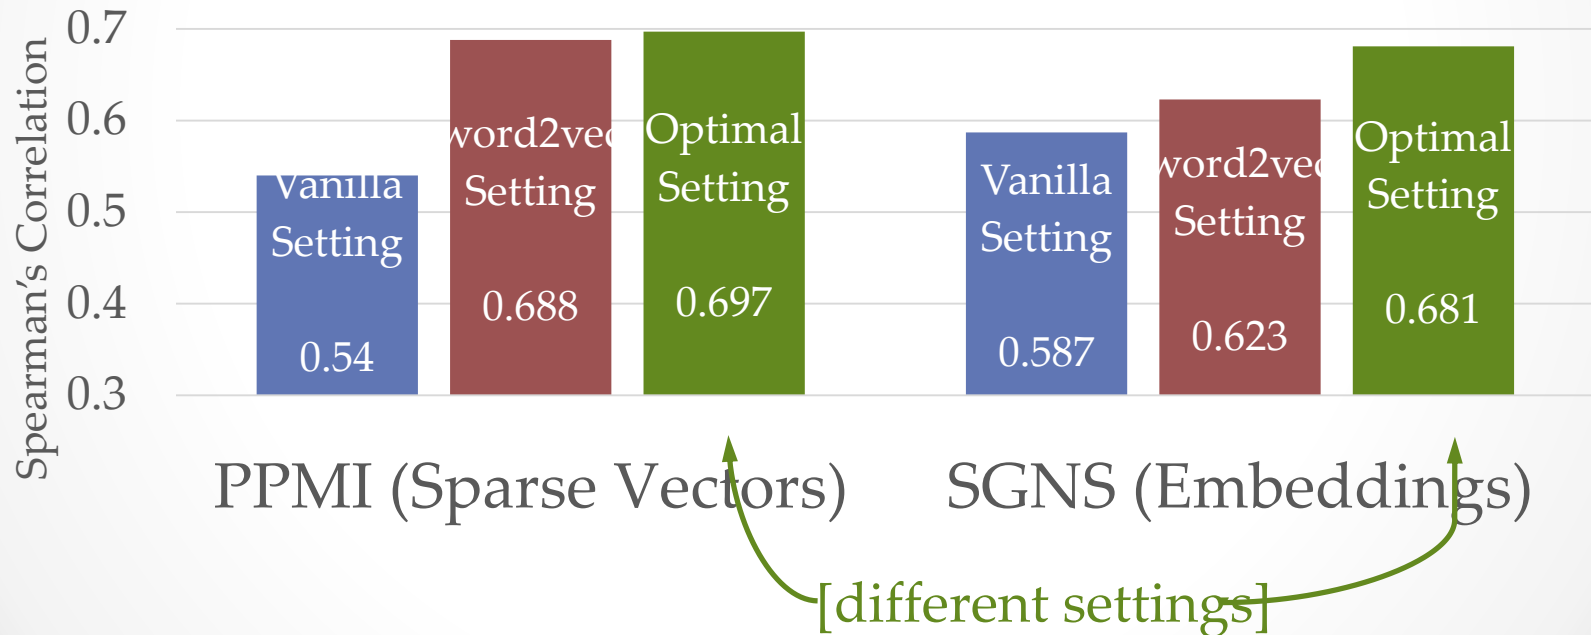 Spearman's Correlation
0.7
0.6
0.5
0.4
0.3
Vanilla
Setting
0.54
word2vec
Setting
0.688
Optimal
Setting
0.697
Vanilla
Setting
0.587
word2vec
Setting
0.623
Optimal
Setting
0.681
PPMI (Sparse Vectors)
SGNS (Embeddings)
[different settings]